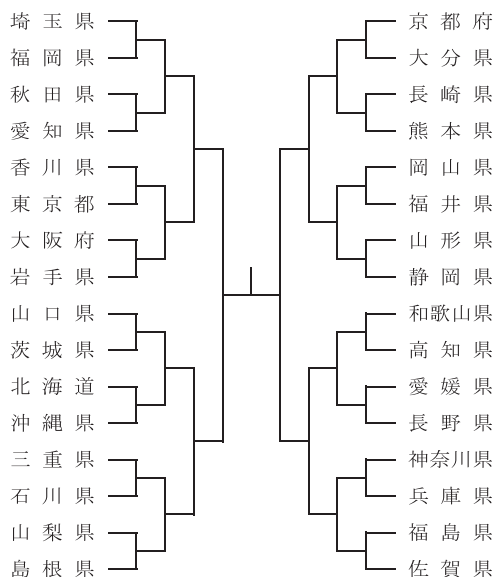 埼玉県
福岡県
秋田県
愛知県
香川県
東京都
大阪府
岩手県
山口県
茨城県
北海道
沖縄県
三重県
石川県
山梨県
島根県
京都府
大分県
長崎県
熊本県
岡山県
福井県
山形県
静岡県
和歌山県
高知県
愛媛県
長野県
神奈川県
兵庫県
福島県
佐賀県